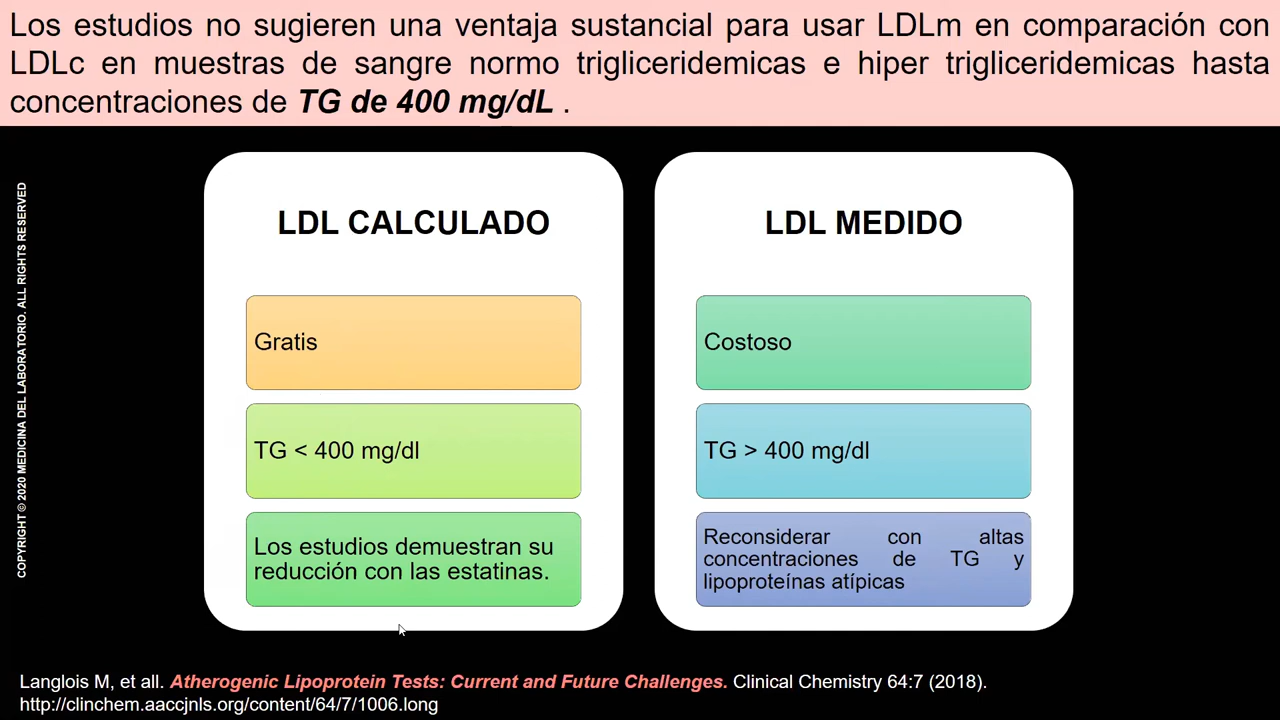 Los estudios no sugieren una ventaja sustancial para usar LDLm en comparación con
LDLc en muestras de sangre normo trigliceridemicas e hiper trigliceridemicas hasta
concentraciones de TG de 400 mg/dL .
COPYRIGHT © 2020 MEDICINA DEL LABORATORIO. ALL RIGHTS RESERVED
LDL CALCULADO
Gratis
TG < 400 mg/dl
Los estudios demuestran su
reducción con las estatinas.
LDL MEDIDO
Costoso
TG > 400 mg/dl
Reconsiderar con altas
concentraciones de TG y
lipoproteínas atípicas
Langlois M, et all. Atherogenic Lipoprotein Tests: Current and Future Challenges. Clinical Chemistry 64:7 (2018).
http://clinchem.aaccjnls.org/content/64/7/1006.long